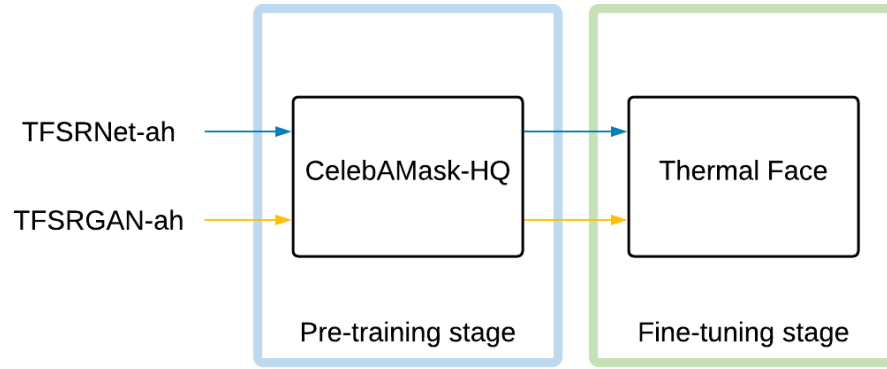 TFSRNet-ah
TFSRGAN-ah
CelebAMask-HQ
Thermal Face
Pre-training stage
Fine-tuning stage